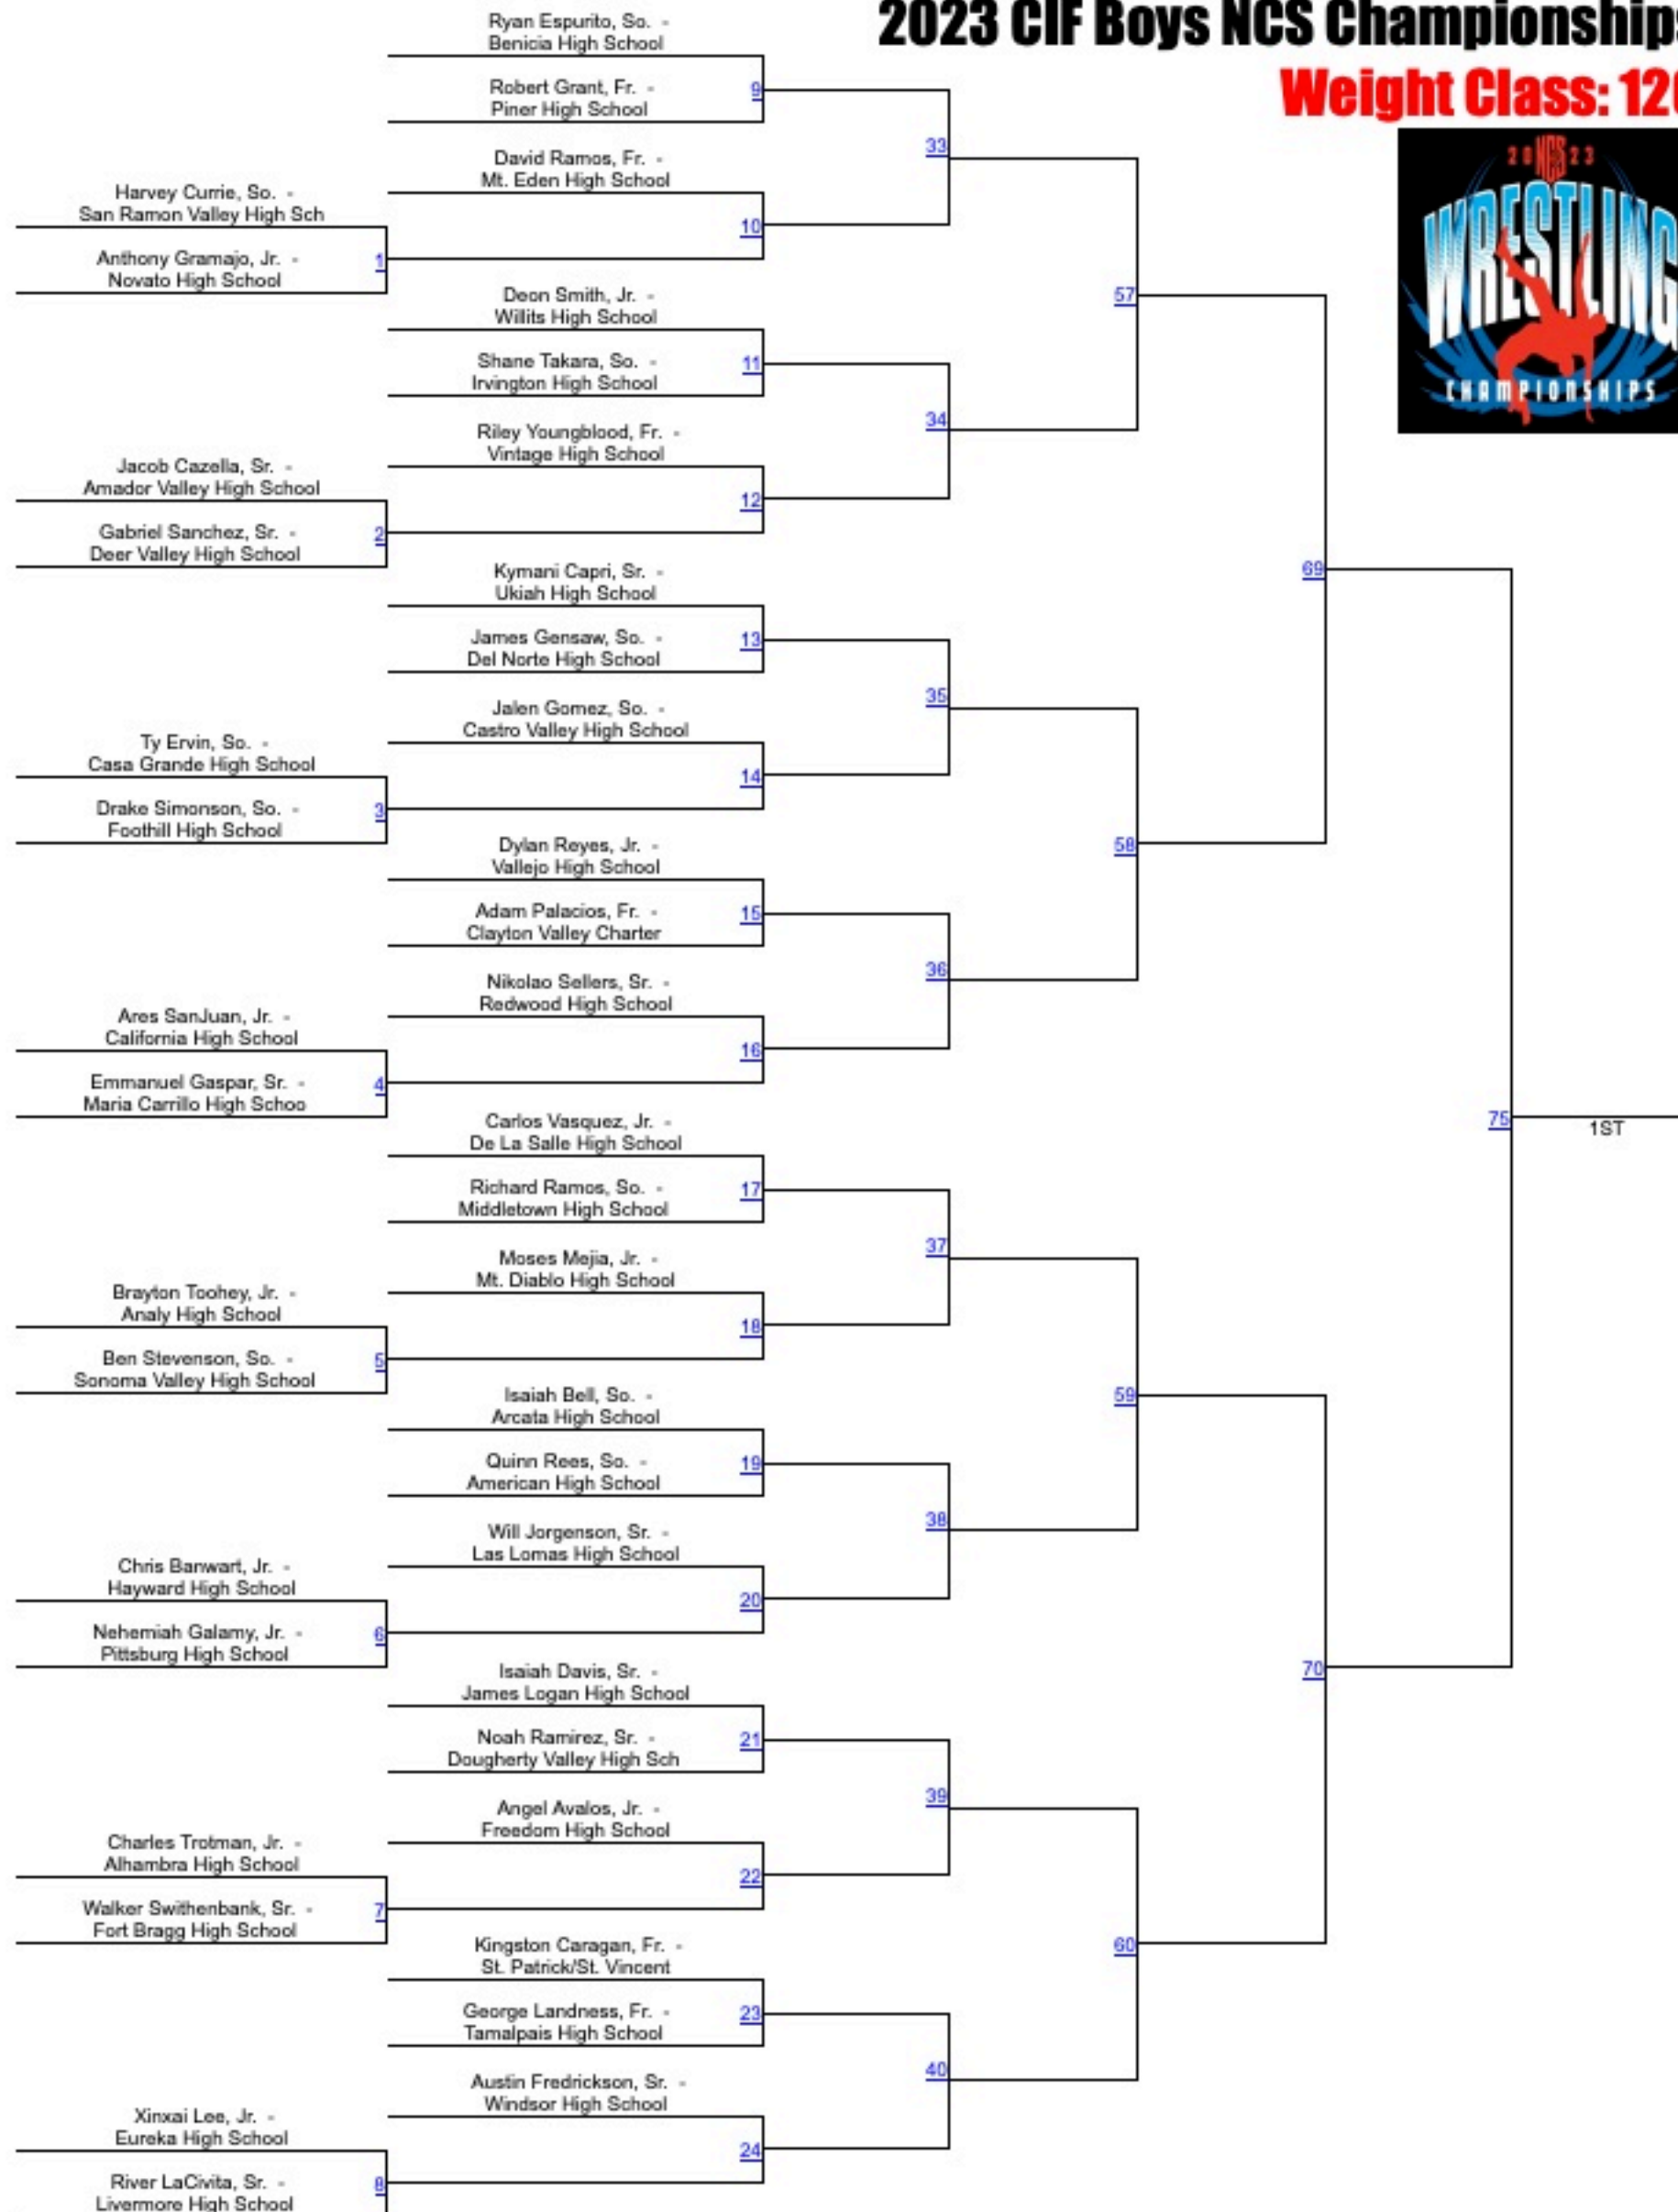 2023 CIF Boys NCS Championships
Weight Class: 120
20 NCS 23
WRESTLING
CHAMPIONSHIPS
Ryan Espurito, So. -
Benicia High School
Robert Grant, Fr. -
Piner High School
9
33
David Ramos, Fr. -
Mt. Eden High School
10
Harvey Currie, So. -
San Ramon Valley High Sch
Anthony Gramajo, Jr. -
Novato High School
1
57
Deon Smith, Jr. -
Willits High School
Shane Takara, So. -
Irvington High School
11
34
Riley Youngblood, Fr. -
Vintage High School
12
Jacob Cazella, Sr. -
Amador Valley High School
Gabriel Sanchez, Sr. -
Deer Valley High School
2
69
Kymani Capri, Sr. -
Ukiah High School
James Gensaw, So. -
Del Norte High School
13
35
Jalen Gomez, So. -
Castro Valley High School
14
Ty Ervin, So. -
Casa Grande High School
Drake Simonson, So. -
Foothill High School
3
58
Dylan Reyes, Jr. -
Vallejo High School
Adam Palacios, Fr. -
Clayton Valley Charter
15
36
Nikolao Sellers, Sr. -
Redwood High School
16
Ares SanJuan, Jr. -
California High School
Emmanuel Gaspar, Sr. -
Maria Carrillo High Schoo
4
75
1ST
Carlos Vasquez, Jr. -
De La Salle High School
Richard Ramos, So. -
Middletown High School
17
37
Moses Mejia, Jr. -
Mt. Diablo High School
18
Brayton Toohey, Jr. -
Analy High School
Ben Stevenson, So. -
Sonoma Valley High School
5
59
Isaiah Bell, So. -
Arcata High School
Quinn Rees, So. -
American High School
19
38
Will Jorgenson, Sr. -
Las Lomas High School
20
Chris Banwart, Jr. -
Hayward High School
Nehemiah Galamy, Jr. -
Pittsburg High School
6
70
Isaiah Davis, Sr. -
James Logan High School
Noah Ramirez, Sr. -
Dougherty Valley High Sch
21
39
Angel Avalos, Jr. -
Freedom High School
22
Charles Trotman, Jr. -
Alhambra High School
Walker Swithenbank, Sr. -
Fort Bragg High School
7
60
Kingston Caragan, Fr. -
St. Patrick/St. Vincent
George Landness, Fr. -
Tamalpais High School
23
40
Austin Fredrickson, Sr. -
Windsor High School
24
Xinxai Lee, Jr. -
Eureka High School
River LaCivita, Sr. -
Livermore High School
8